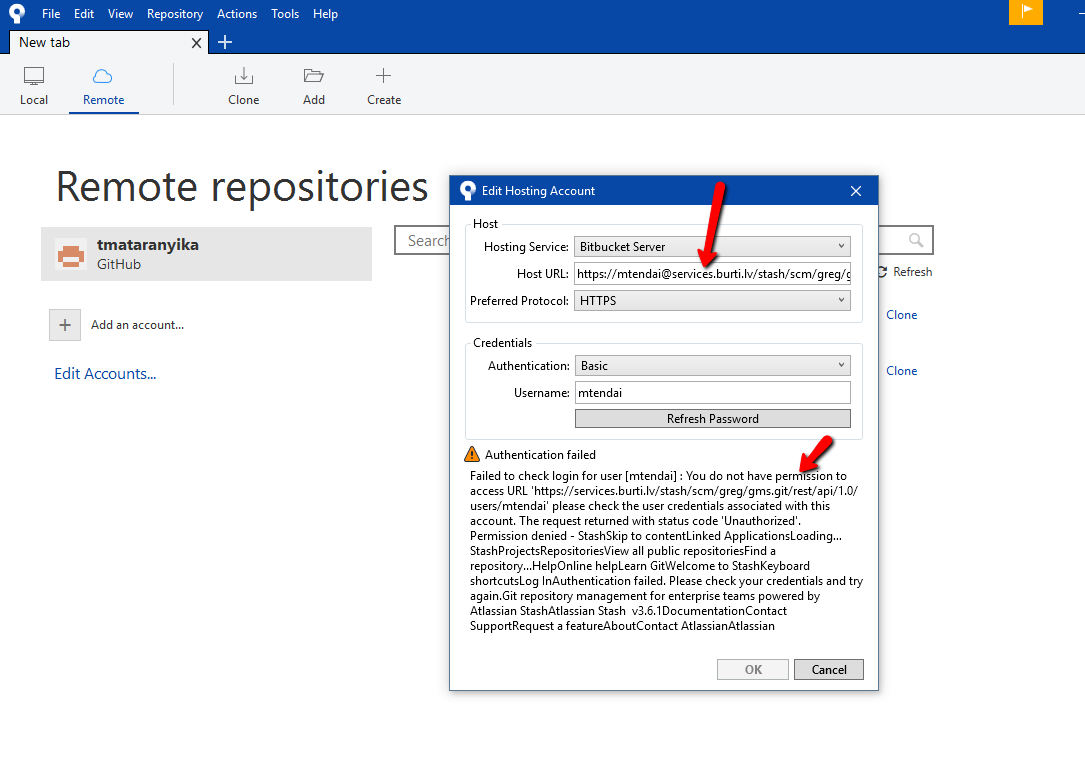 File Edit View Repository Actions Tools Help
New tab
Local Remote Clone Add Create
Remote repositories
tmataranyika
GitHub
Add an account...
Edit Accounts...
Search
Refresh
Clone
Clone
Edit Hosting Account
Host
Hosting Service: Bitbucket Server
Host URL: https://mtendai@services.burti.lv/stash/scm/greg/g
Preferred Protocol: HTTPS
Credentials
Authentication: Basic
Username: mtendai
Refresh Password
Authentication failed
Failed to check login for user [mtendai] : You do not have permission to
access URL 'https://services.burti.lv/stash/scm/greg/gms.git/rest/api/1.0/
users/mtendai' please check the user credentials associated with this
account. The request returned with status code 'Unauthorized'.
Permission denied - StashSkip to contentLinked ApplicationsLoading...
StashProjectsRepositoriesView all public repositoriesFind a
repository...HelpOnline helpLearn GitWelcome to StashKeyboard
shortcutsLog InAuthentication failed. Please check your credentials and try
again.Git repository management for enterprise teams powered by
Atlassian StashAtlassian Stash v3.6.1DocumentationContact
SupportRequest a featureAboutContact AtlassianAtlassian
OK Cancel